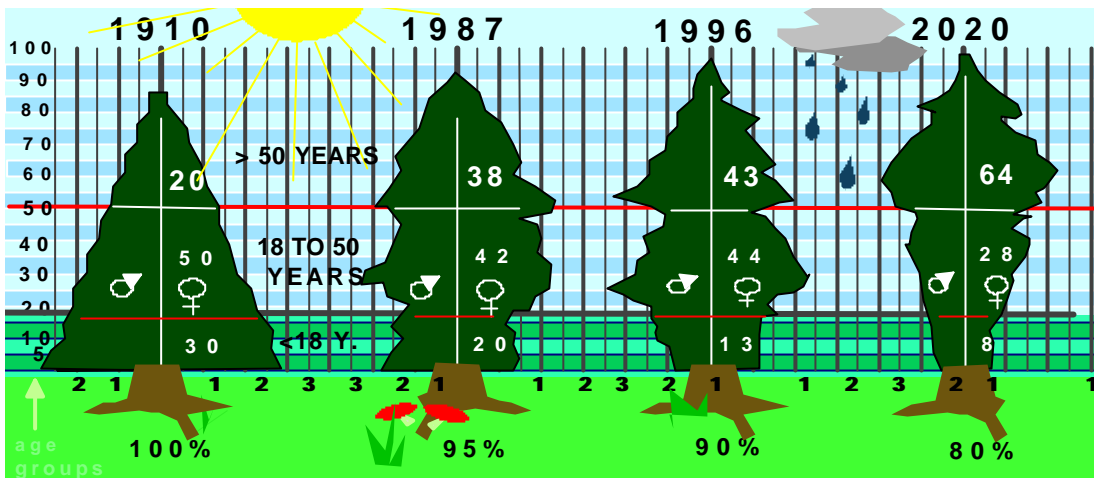 1910 1987 1996 2020
100
90
80
70
60
50
40
30
20
10
5
> 50 YEARS
20 38 43 64
18 TO 50
YEARS
50 42 44 28
<18 Y.
30 20 13 8
2 1 1 2 3 3 2 1 1 2 3 2 1 1 2 3 2 1 1
age
groups
100% 95% 90% 80%